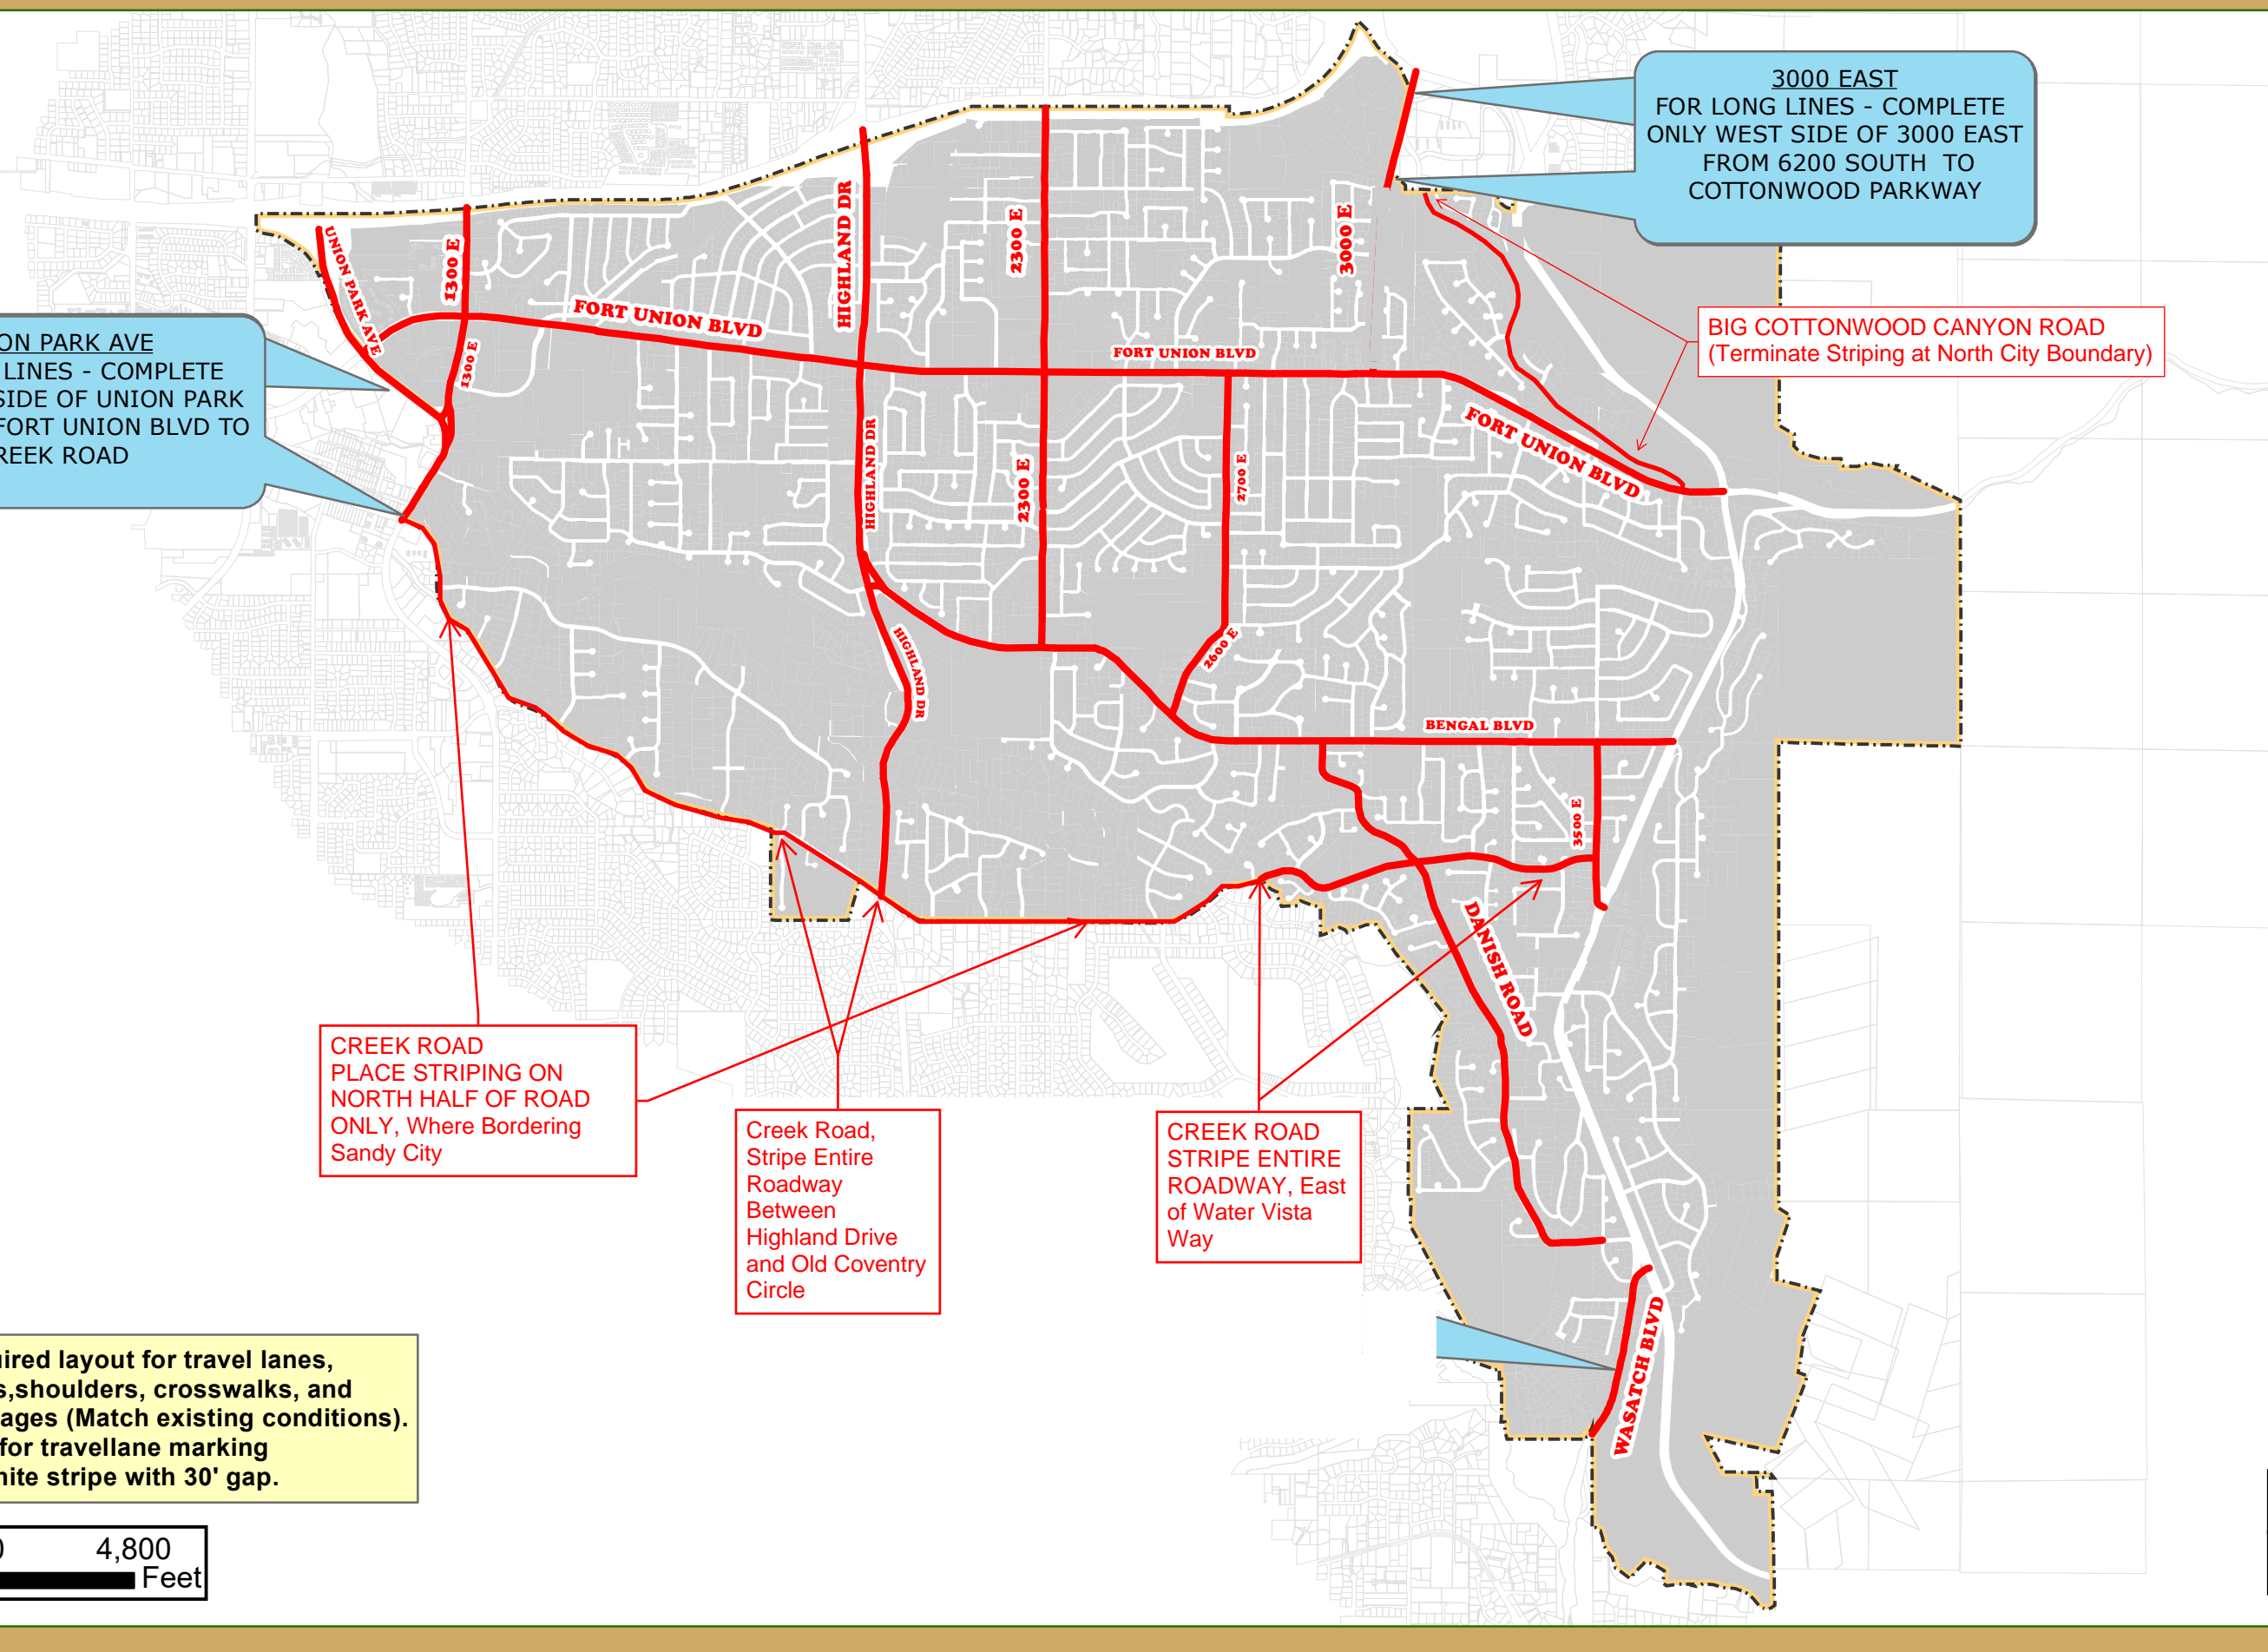 3000 EAST
FOR LONG LINES - COMPLETE
ONLY WEST SIDE OF 3000 EAST
FROM 6200 SOUTH TO
COTTONWOOD PARKWAY
HIGHLAND DR
2300 E
3000 E
1300 E
UNION PARK AVE
FORT UNION BLVD
FORT UNION BLVD
BIG COTTONWOOD CANYON ROAD
(Terminate Striping at North City Boundary)
ON PARK AVE
LINES - COMPLETE
SIDE OF UNION PARK
FORT UNION BLVD TO
REEK ROAD
1300 E
HIGHLAND DR
2300 E
2700 E
FORT UNION BLVD
HIGHLAND DR
2600 E
BENGAL BLVD
3500 E
DANISH ROAD
CREEK ROAD
PLACE STRIPING ON
NORTH HALF OF ROAD
ONLY, Where Bordering
Sandy City
Creek Road,
Stripe Entire
Roadway
Between
Highland Drive
and Old Coventry
Circle
CREEK ROAD
STRIPE ENTIRE
ROADWAY, East
of Water Vista
Way
WASATCH BLVD
uired layout for travel lanes,
s,shoulders, crosswalks, and
ages (Match existing conditions).
for travellane marking
hite stripe with 30' gap.
0 4,800
Feet